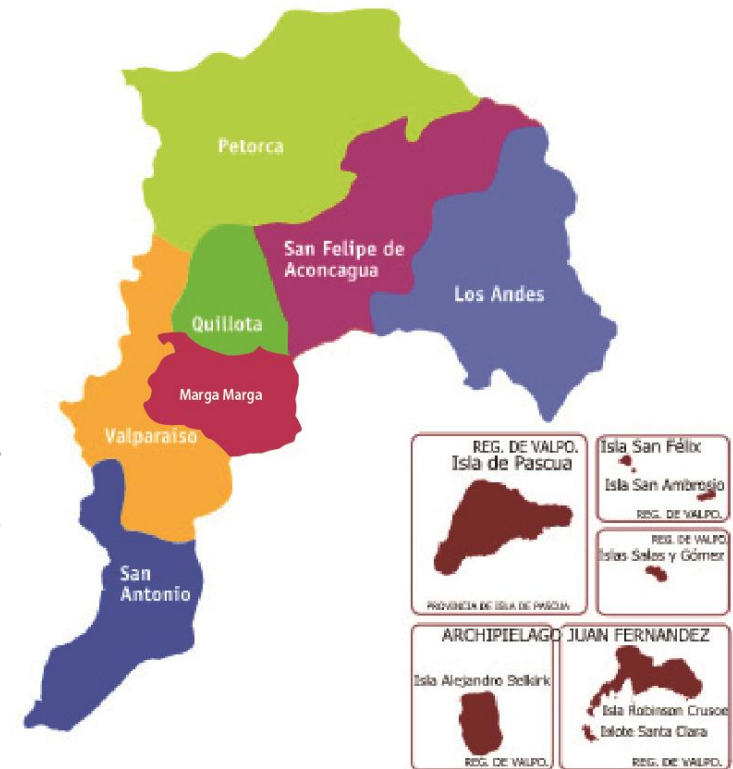 Petorca
San Felipe de
Aconcagua
Los Andes
Quillota
Marga Marga
Valparaíso
San
Antonio
REG. DE VALPO.
Isla de Pascua
PROVINCIA DE ISLA DE PASCUA
Isla San Félix
Isla San Ambrosio
REG. DE VALPO.
REG. DE VALPO.
Islas Salas y Gómez
ARCHIPIELAGO JUAN FERNANDEZ
Isla Alejandro Selkirk
REG. DE VALPO.
Isla Robinson Crusoe
Islote Santa Clara
REG. DE VALPO.